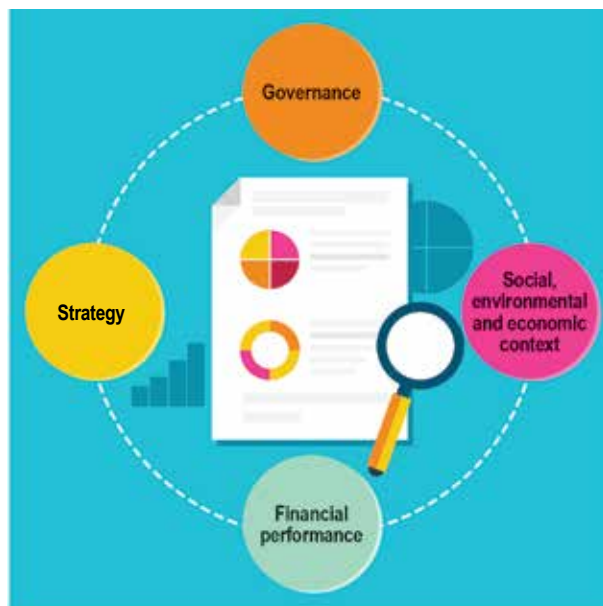 Governance
Strategy
Social,
environmental
and economic
context
Financial
performance